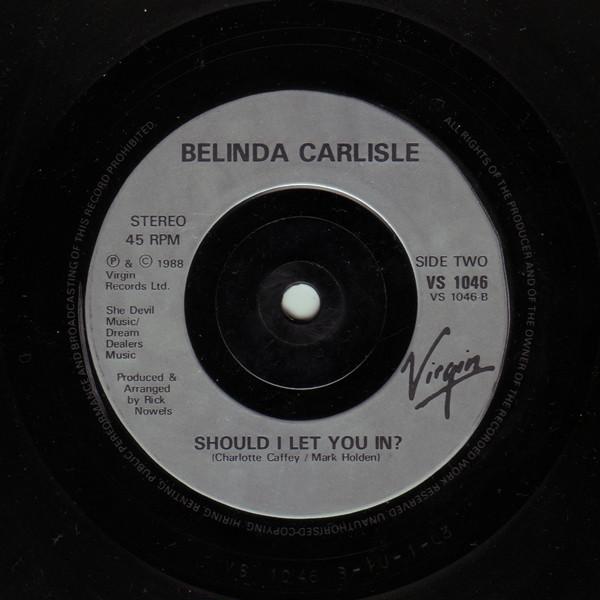 BELINDA CARLISLE
STEREO
45 RPM
℗ & © 1988
Virgin
Records Ltd.
She Devil
Music/
Dream
Dealers
Music
Produced &
Arranged
by Rick
Nowels
SIDE TWO
VS 1046
VS 1046-B
Virgin
SHOULD I LET YOU IN?
(Charlotte Caffey / Mark Holden)
ALL RIGHTS OF THE PRODUCER AND OF THE OWNER OF THE RECORDED WORK RESERVED. UNAUTHORISED COPYING, HIRING, RENTING, PUBLIC PERFORMANCE AND BROADCASTING OF THIS RECORD PROHIBITED.
VS 1046